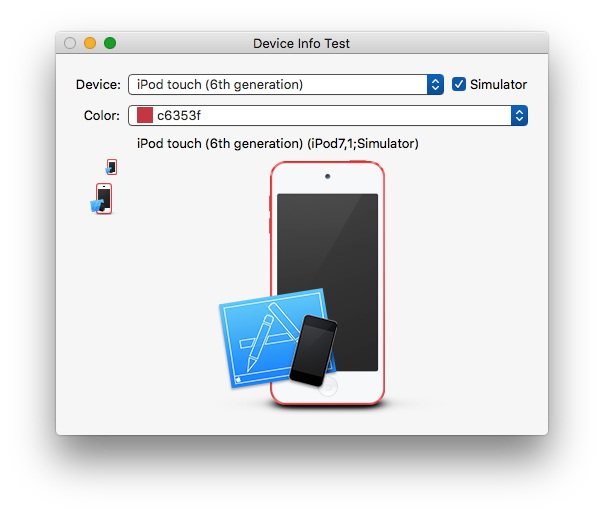 Device Info Test
Device: iPod touch (6th generation) Simulator
Color: c6353f
iPod touch (6th generation) (iPod7,1;Simulator)